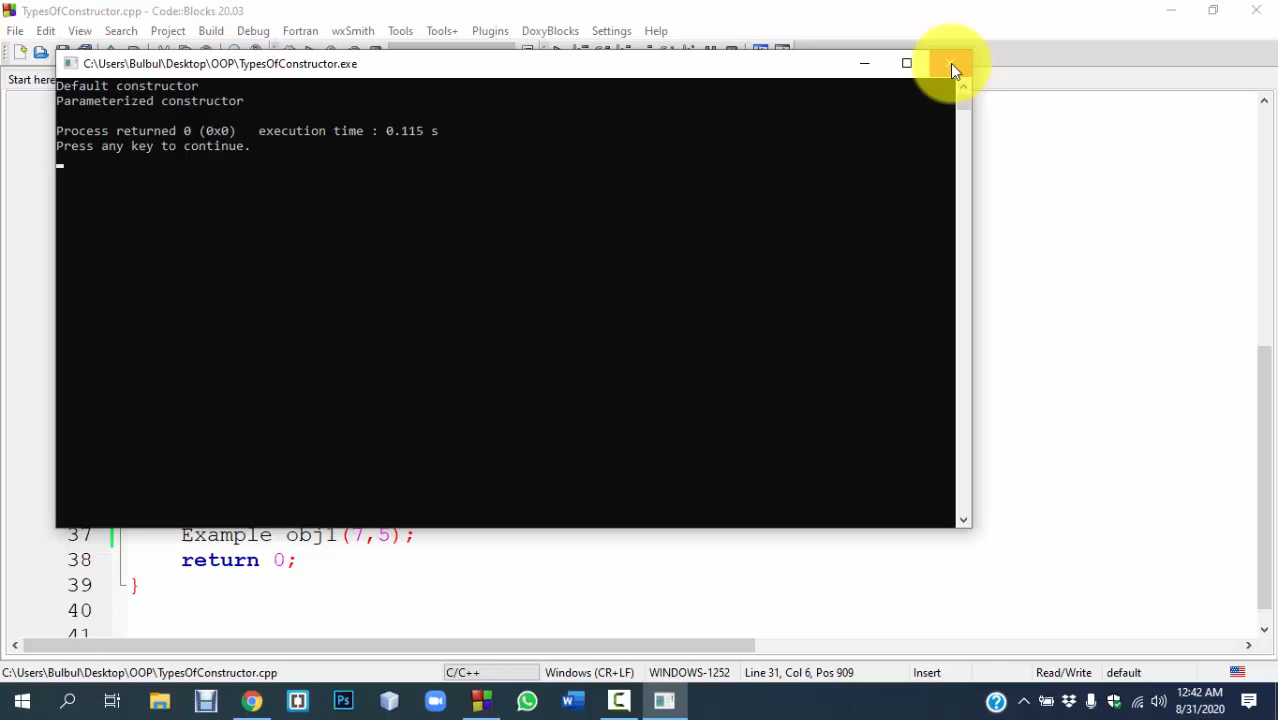 TypesOfConstructor.cpp - Code::Blocks 20.03
File Edit View Search Project Build Debug Fortran wxSmith Tools Tools+ Plugins DoxyBlocks Settings Help
C:\Users\Bulbul\Desktop\OOP\TypesOfConstructor.exe
Start here
Default constructor
Parameterized constructor
Process returned 0 (0x0)   execution time : 0.115 s
Press any key to continue.
37 Example obj1(7,5);
38 return 0;
39 }
40
41
C:\Users\Bulbul\Desktop\OOP\TypesOfConstructor.cpp C/C++ Windows (CR+LF) WINDOWS-1252 Line 31, Col 6, Pos 909 Insert Read/Write default
12:42 AM
8/31/2020